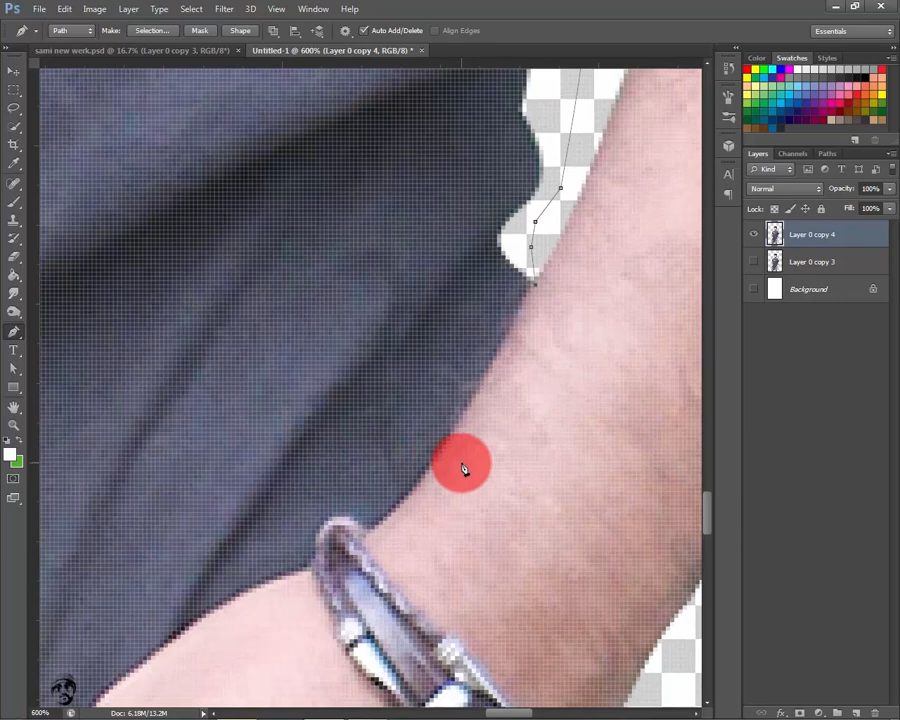 Ps File Edit Image Layer Type Select Filter 3D View Window Help
Path Make: Selection... Mask Shape Auto Add/Delete Align Edges Essentials
sami new werk.psd @ 16.7% (Layer 0 copy 3, RGB/8*) × Untitled-1 @ 600% (Layer 0 copy 4, RGB/8) * ×
Color Swatches Styles
Layers Channels Paths
Kind
Normal Opacity: 100%
Lock: Fill: 100%
Layer 0 copy 4
Layer 0 copy 3
Background
600% Doc: 6.18M/13.2M
fx